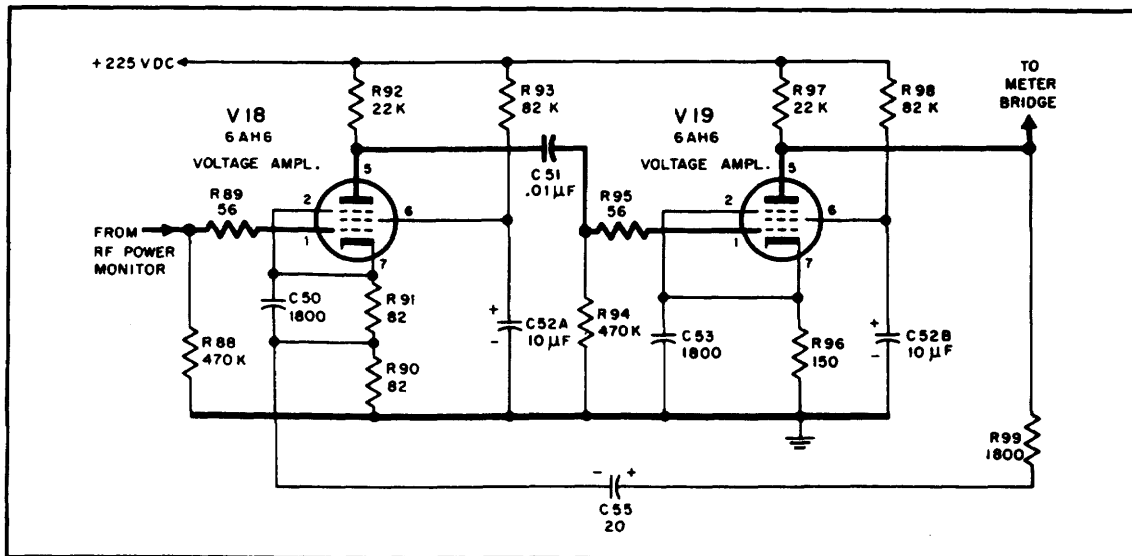 +225 VDC
R92
22 K
R93
82 K
R97
22 K
R98
82 K
TO
METER
BRIDGE
V18
6AH6
VOLTAGE AMPL.
V19
6AH6
VOLTAGE AMPL.
5
2
6
1
7
C51
.01µF
5
2
6
1
7
R89
56
R95
56
FROM
RF POWER
MONITOR
C50
1800
R91
82
R90
82
R88
470 K
+
-
C52A
10µF
R94
470K
C53
1800
R96
150
+
-
C52B
10µF
R99
1800
- +
C55
20